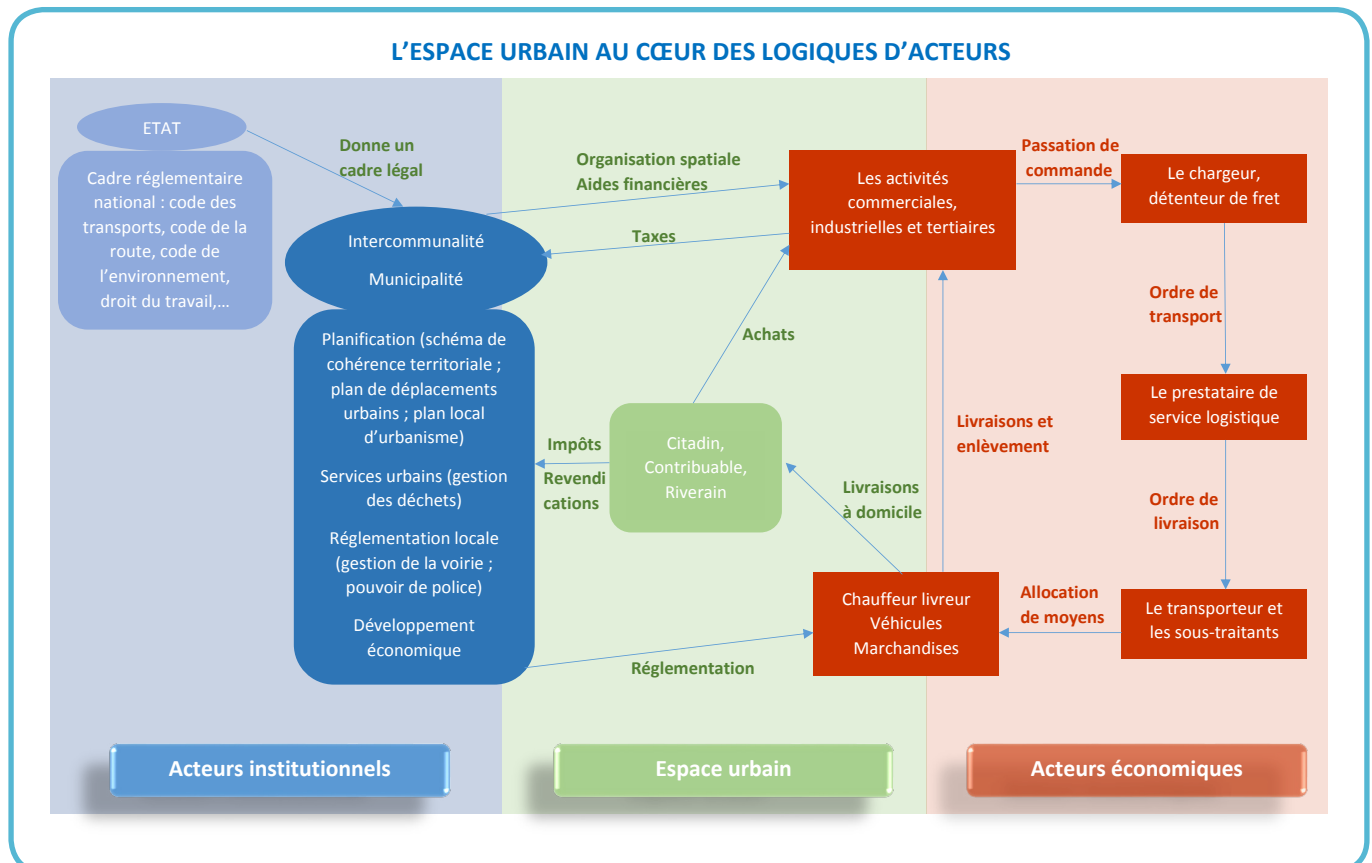 L'ESPACE URBAIN AU CŒUR DES LOGIQUES D'ACTEURS
ETAT
Cadre réglementaire
national : code des
transports, code de la
route, code de
l'environnement,
droit du travail,…
Donne un
cadre légal
Intercommunalité
Municipalité
Planification (schéma de
cohérence territoriale ;
plan de déplacements
urbains ; plan local
d'urbanisme)
Services urbains (gestion
des déchets)
Réglementation locale
(gestion de la voirie ;
pouvoir de police)
Développement
économique
Organisation spatiale
Aides financières
Taxes
Achats
Impôts
Revendi
cations
Citadin,
Contribuable,
Riverain
Livraisons
à domicile
Réglementation
Les activités
commerciales,
industrielles et tertiaires
Passation de
commande
Le chargeur,
détenteur de fret
Ordre de
transport
Le prestataire de
service logistique
Livraisons et
enlèvement
Ordre de
livraison
Chauffeur livreur
Véhicules
Marchandises
Allocation
de moyens
Le transporteur et
les sous-traitants
Acteurs institutionnels
Espace urbain
Acteurs économiques